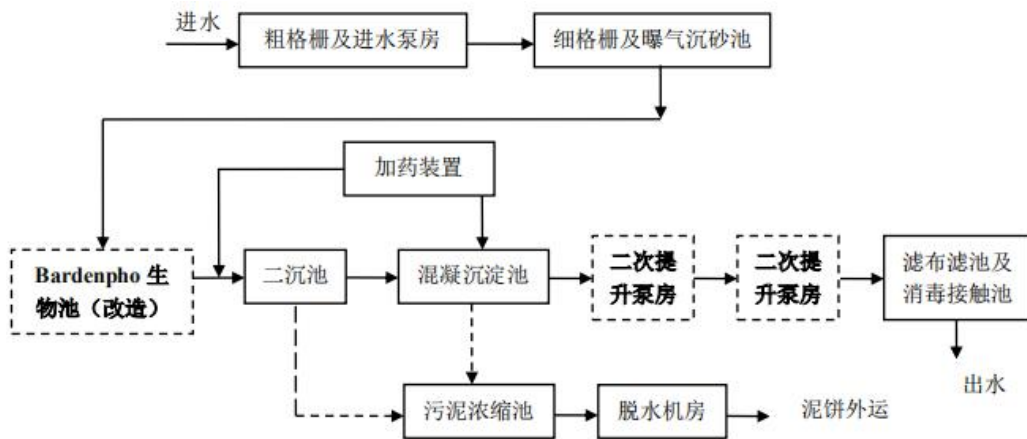 进水
粗格栅及进水泵房
细格栅及曝气沉砂池
加药装置
Bardenpho 生
物池（改造）
二沉池
混凝沉淀池
二次提
升泵房
二次提
升泵房
滤布滤池及
消毒接触池
出水
污泥浓缩池
脱水机房
泥饼外运